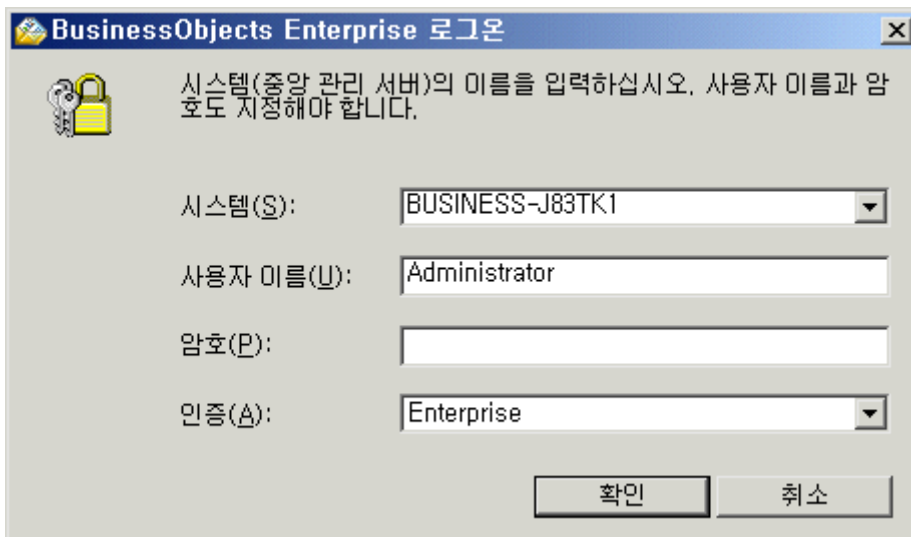 BusinessObjects Enterprise 로그온
시스템(중앙 관리 서버)의 이름을 입력하십시오. 사용자 이름과 암
호도 지정해야 합니다.
시스템(S): BUSINESS-J83TK1
사용자 이름(U): Administrator
암호(P):
인증(A): Enterprise
확인 취소